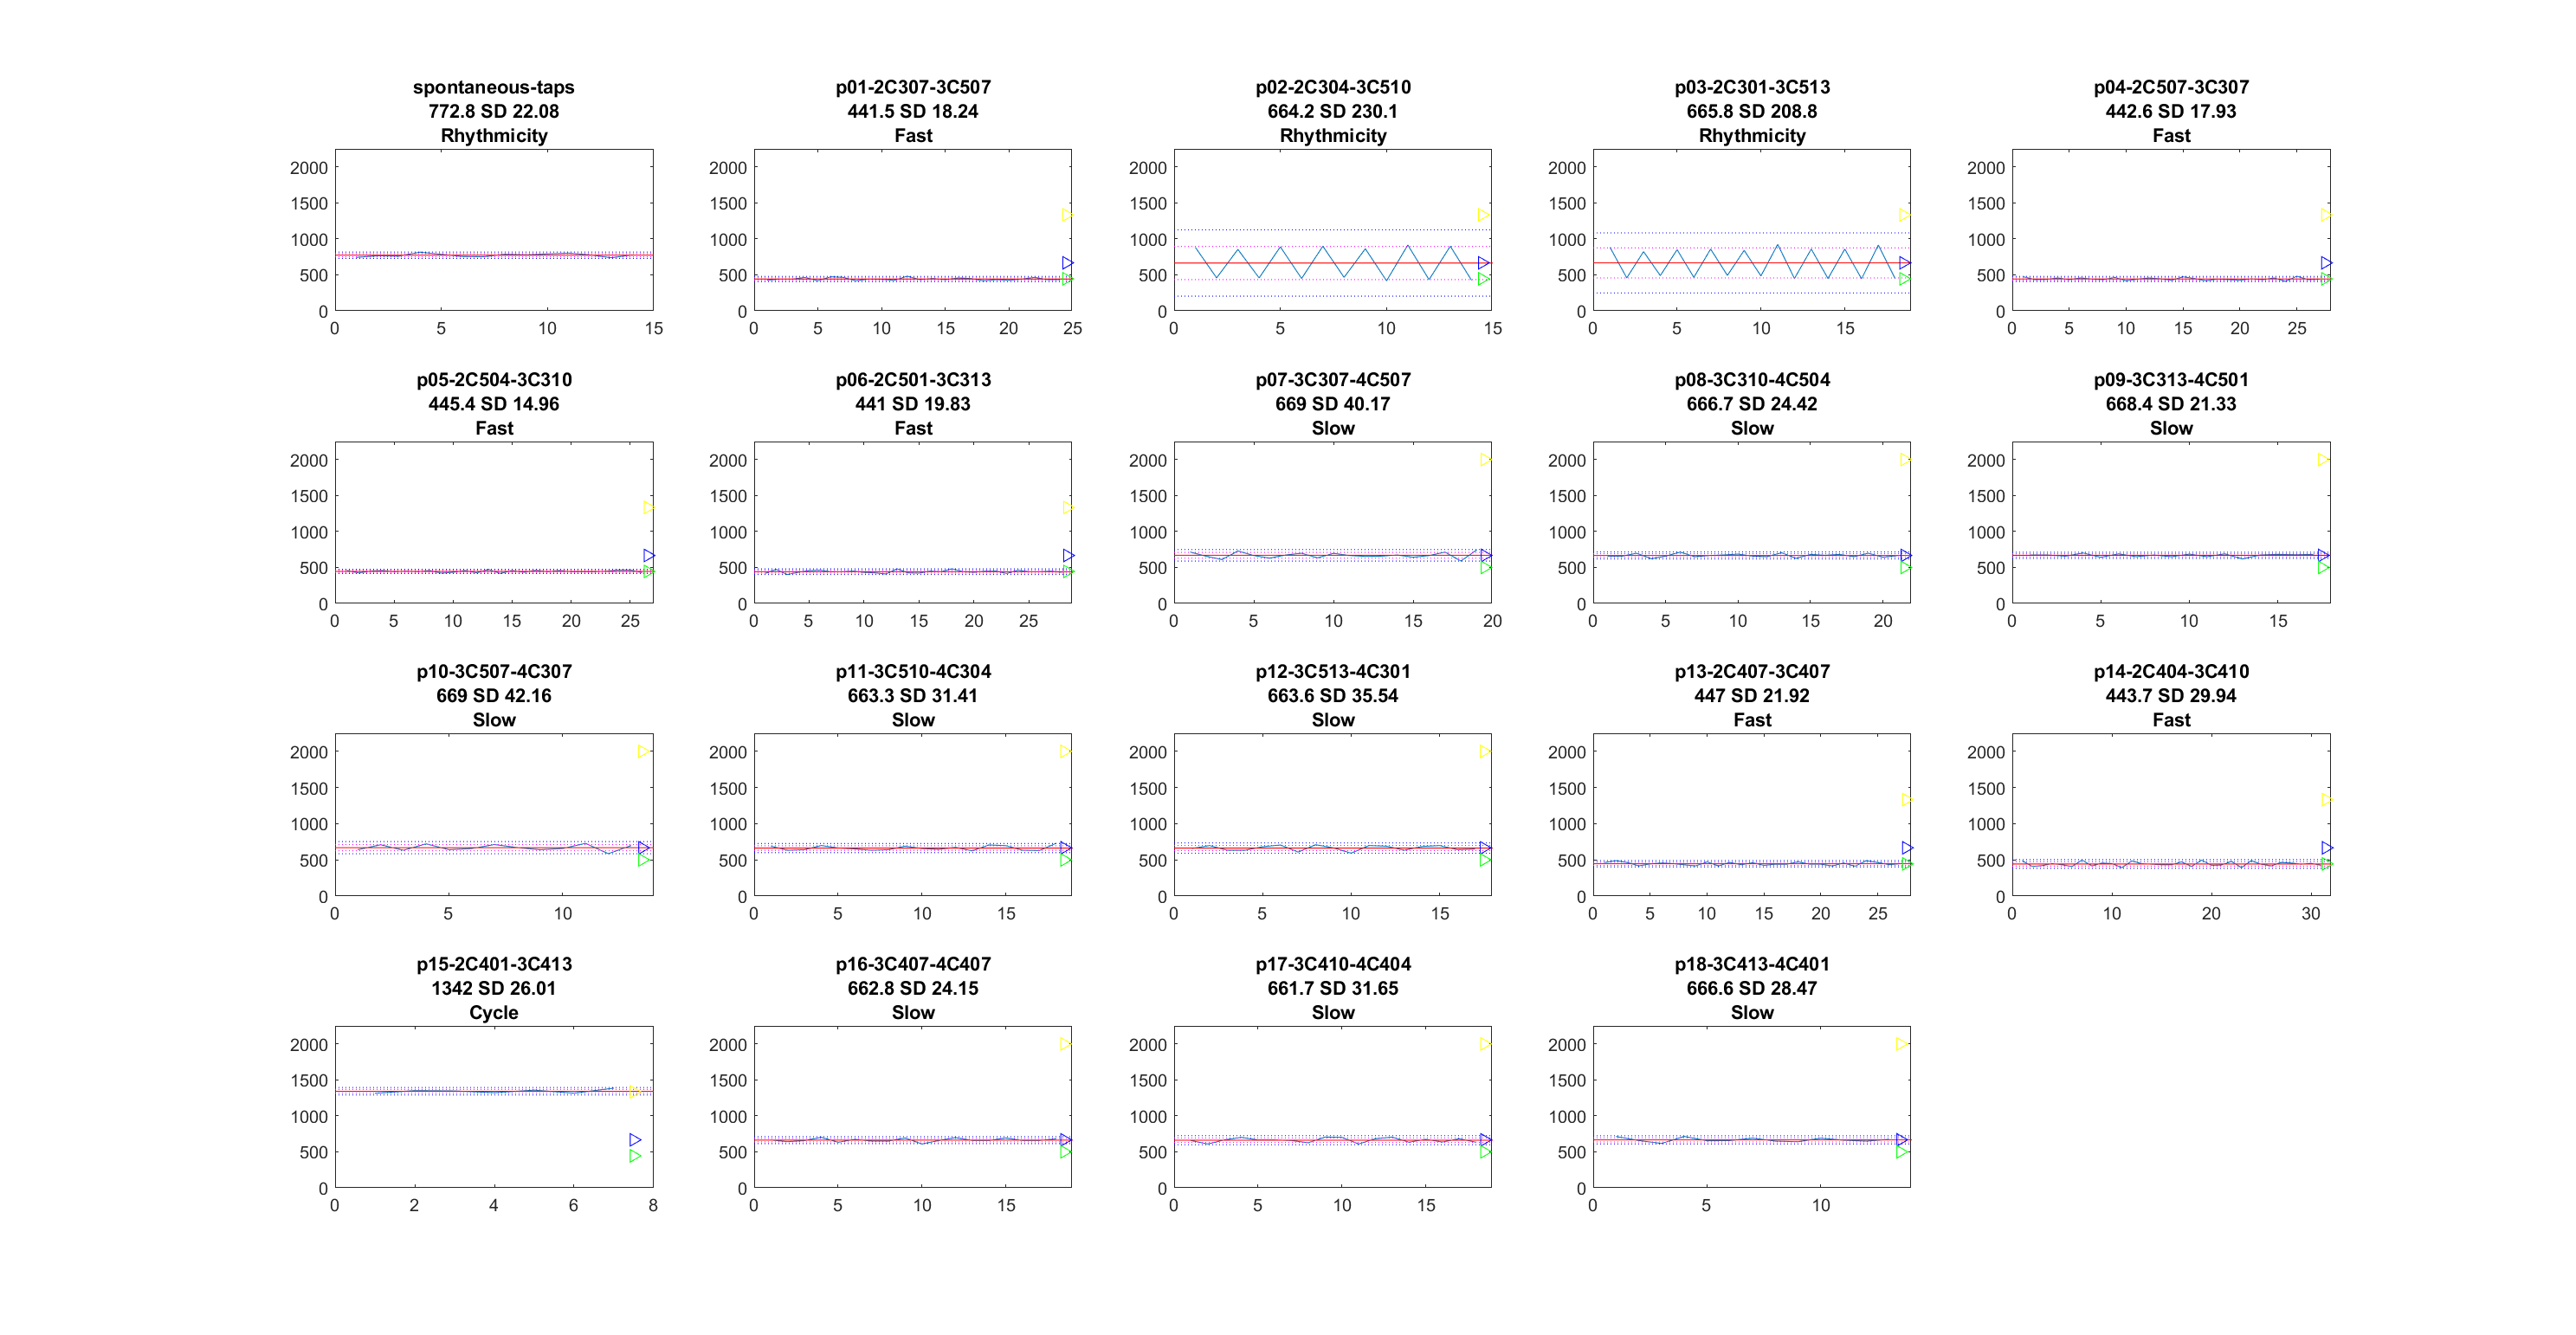 spontaneous-taps
772.8 SD 22.08
Rhythmicity
2000
1500
1000
500
0
0 5 10 15
p01-2C307-3C507
441.5 SD 18.24
Fast
2000
1500
1000
500
0
0 5 10 15 20 25
p02-2C304-3C510
664.2 SD 230.1
Rhythmicity
2000
1500
1000
500
0
0 5 10 15
p03-2C301-3C513
665.8 SD 208.8
Rhythmicity
2000
1500
1000
500
0
0 5 10 15
p04-2C507-3C307
442.6 SD 17.93
Fast
2000
1500
1000
500
0
0 5 10 15 20 25
p05-2C504-3C310
445.4 SD 14.96
Fast
2000
1500
1000
500
0
0 5 10 15 20 25
p06-2C501-3C313
441 SD 19.83
Fast
2000
1500
1000
500
0
0 5 10 15 20 25
p07-3C307-4C507
669 SD 40.17
Slow
2000
1500
1000
500
0
0 5 10 15 20
p08-3C310-4C504
666.7 SD 24.42
Slow
2000
1500
1000
500
0
0 5 10 15 20
p09-3C313-4C501
668.4 SD 21.33
Slow
2000
1500
1000
500
0
0 5 10 15
p10-3C507-4C307
669 SD 42.16
Slow
2000
1500
1000
500
0
0 5 10
p11-3C510-4C304
663.3 SD 31.41
Slow
2000
1500
1000
500
0
0 5 10 15
p12-3C513-4C301
663.6 SD 35.54
Slow
2000
1500
1000
500
0
0 5 10 15
p13-2C407-3C407
447 SD 21.92
Fast
2000
1500
1000
500
0
0 5 10 15 20 25
p14-2C404-3C410
443.7 SD 29.94
Fast
2000
1500
1000
500
0
0 10 20 30
p15-2C401-3C413
1342 SD 26.01
Cycle
2000
1500
1000
500
0
0 2 4 6 8
p16-3C407-4C407
662.8 SD 24.15
Slow
2000
1500
1000
500
0
0 5 10 15
p17-3C410-4C404
661.7 SD 31.65
Slow
2000
1500
1000
500
0
0 5 10 15
p18-3C413-4C401
666.6 SD 28.47
Slow
2000
1500
1000
500
0
0 5 10